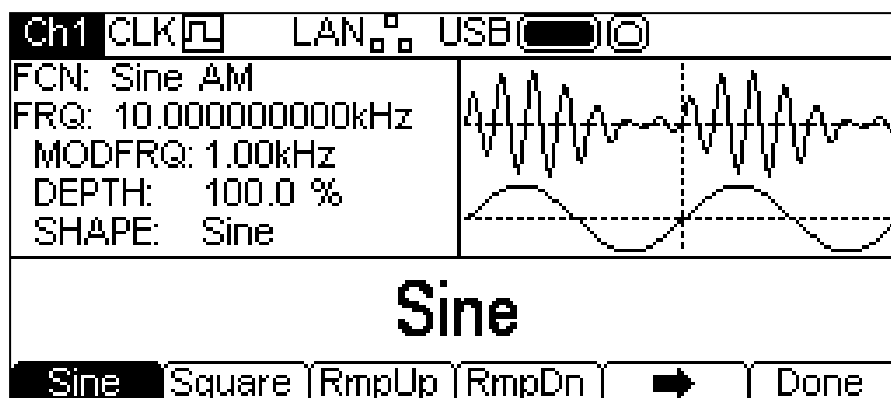 Ch1 CLK LAN USB
FCN: Sine AM
FRQ: 10.000000000kHz
MODFRQ: 1.00kHz
DEPTH: 100.0 %
SHAPE: Sine
Sine
Sine Square RmpUp RmpDn Done